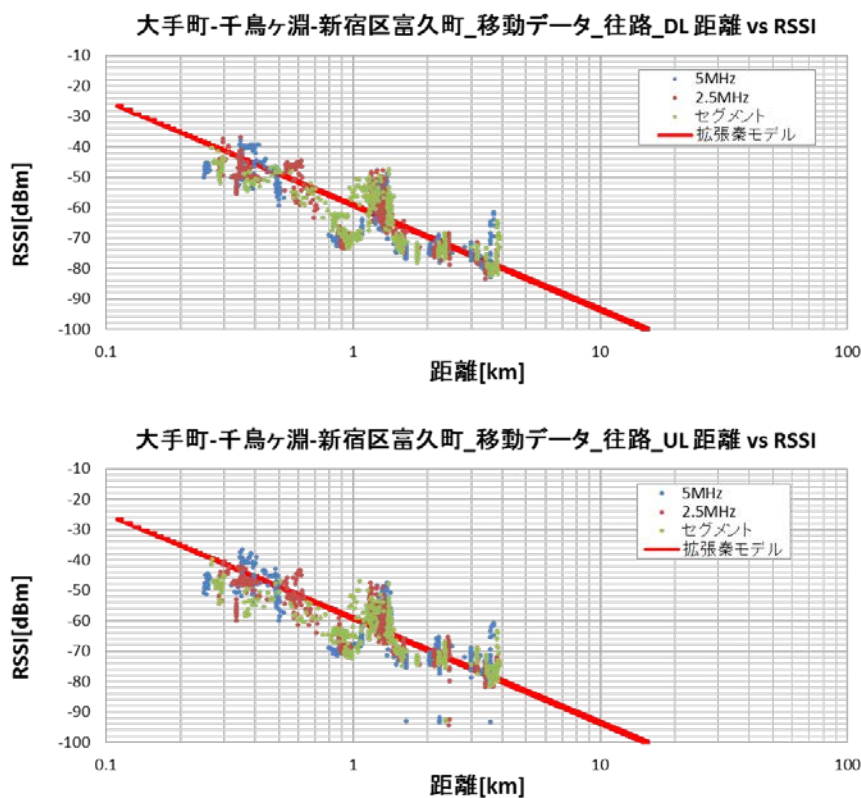 大手町-千鳥ヶ淵-新宿区富久町_移動データ_往路_DL 距離 vs RSSI
-10
-20
-30
-40
-50
-60
-70
-80
-90
-100
RSSI[dBm]
5MHz
2.5MHz
セグメント
拡張秦モデル
0.1
1
10
100
距離[km]
大手町-千鳥ヶ淵-新宿区富久町_移動データ_往路_UL 距離 vs RSSI
-10
-20
-30
-40
-50
-60
-70
-80
-90
-100
RSSI[dBm]
5MHz
2.5MHz
セグメント
拡張秦モデル
0.1
1
10
100
距離[km]